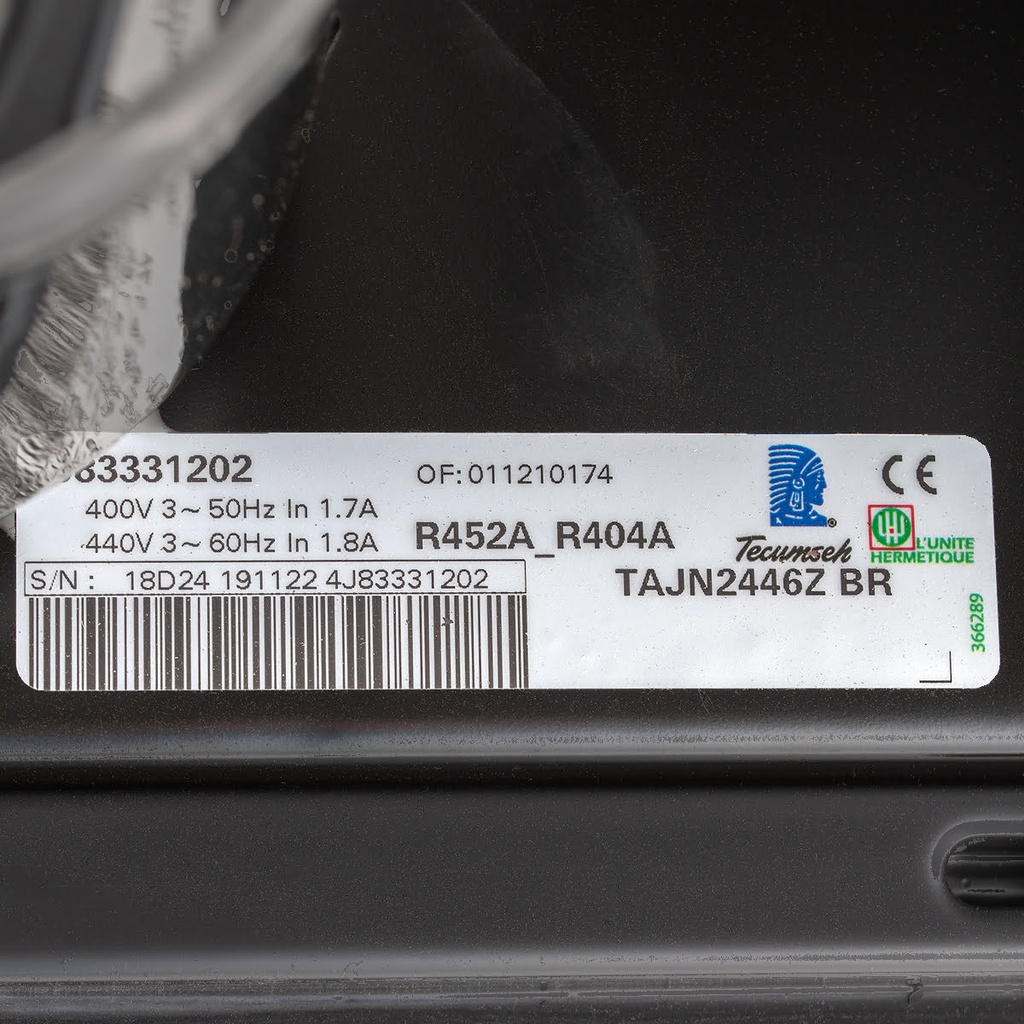 83331202
OF: 011210174
400V 3~ 50Hz In 1.7A
440V 3~ 60Hz In 1.8A
R452A_R404A
CE
Tecumseh
®
L'UNITE
HERMETIQUE
TAJN2446Z BR
S/N : 18D24 191122 4J83331202
366289